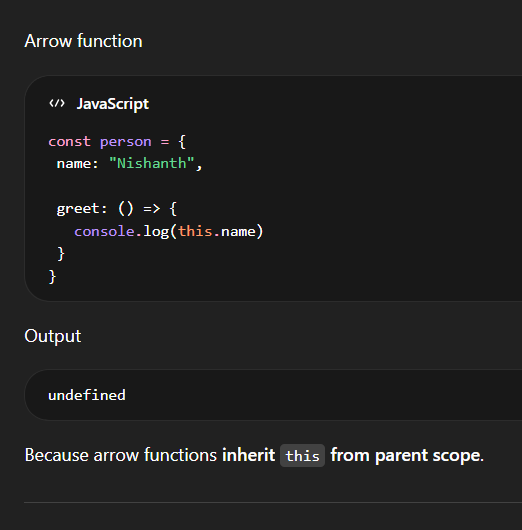 Arrow function
</> JavaScript
const person = {
 name: "Nishanth",
 greet: () => {
   console.log(this.name)
 }
}
Output
undefined
Because arrow functions inherit this from parent scope.